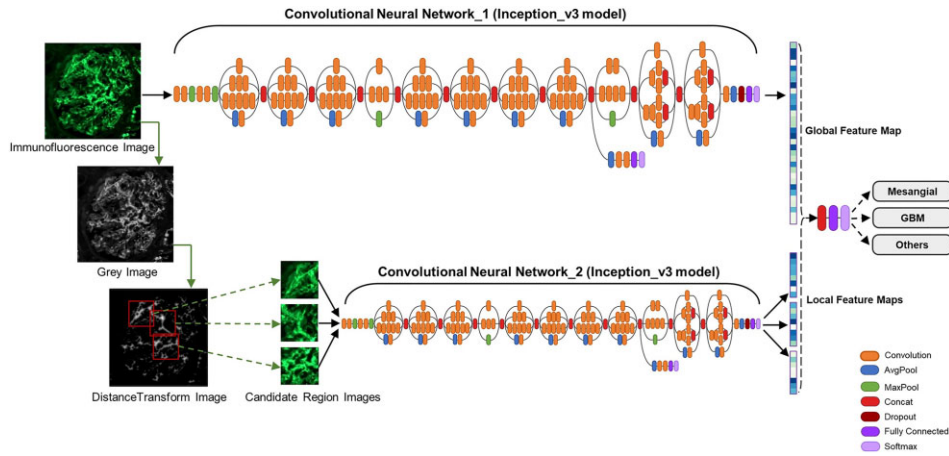 Convolutional Neural Network_1 (Inception_v3 model)
Immunofluorescence Image
Global Feature Map
Grey Image
Mesangial
GBM
Others
Convolutional Neural Network_2 (Inception_v3 model)
Local Feature Maps
DistanceTransform Image
Candidate Region Images
Convolution
AvgPool
MaxPool
Concat
Dropout
Fully Connected
Softmax